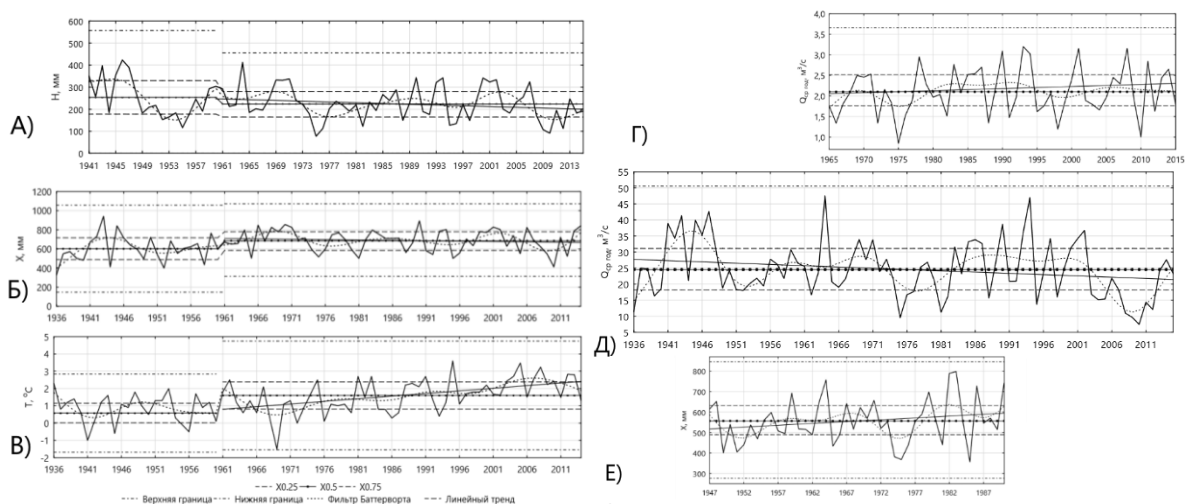 А)
H, мм
600
500
400
300
200
100
0
1941 1945 1949 1953 1957 1961 1965 1969 1973 1977 1981 1985 1989 1993 1997 2001 2005 2009 2013
Б)
X, мм
1200
1000
800
600
400
200
0
1936 1941 1946 1951 1956 1961 1966 1971 1976 1981 1986 1991 1996 2001 2006 2011
В)
T, °C
5
4
3
2
1
0
-1
-2
1936 1941 1946 1951 1956 1961 1966 1971 1976 1981 1986 1991 1996 2001 2006 2011
X0.25 X0.5 X0.75
Верхняя граница Нижняя граница Фильтр Баттерворта Линейный тренд
Г)
Qср год, м³/с
4,0
3,5
3,0
2,5
2,0
1,5
1,0
1965 1970 1975 1980 1985 1990 1995 2000 2005 2010 2015
Д)
Qср год, м³/с
55
50
45
40
35
30
25
20
15
10
5
1936 1941 1946 1951 1956 1961 1966 1971 1976 1981 1986 1991 1996 2001 2006 2011
Е)
X, мм
800
700
600
500
400
300
1947 1952 1957 1962 1967 1972 1977 1982 1987